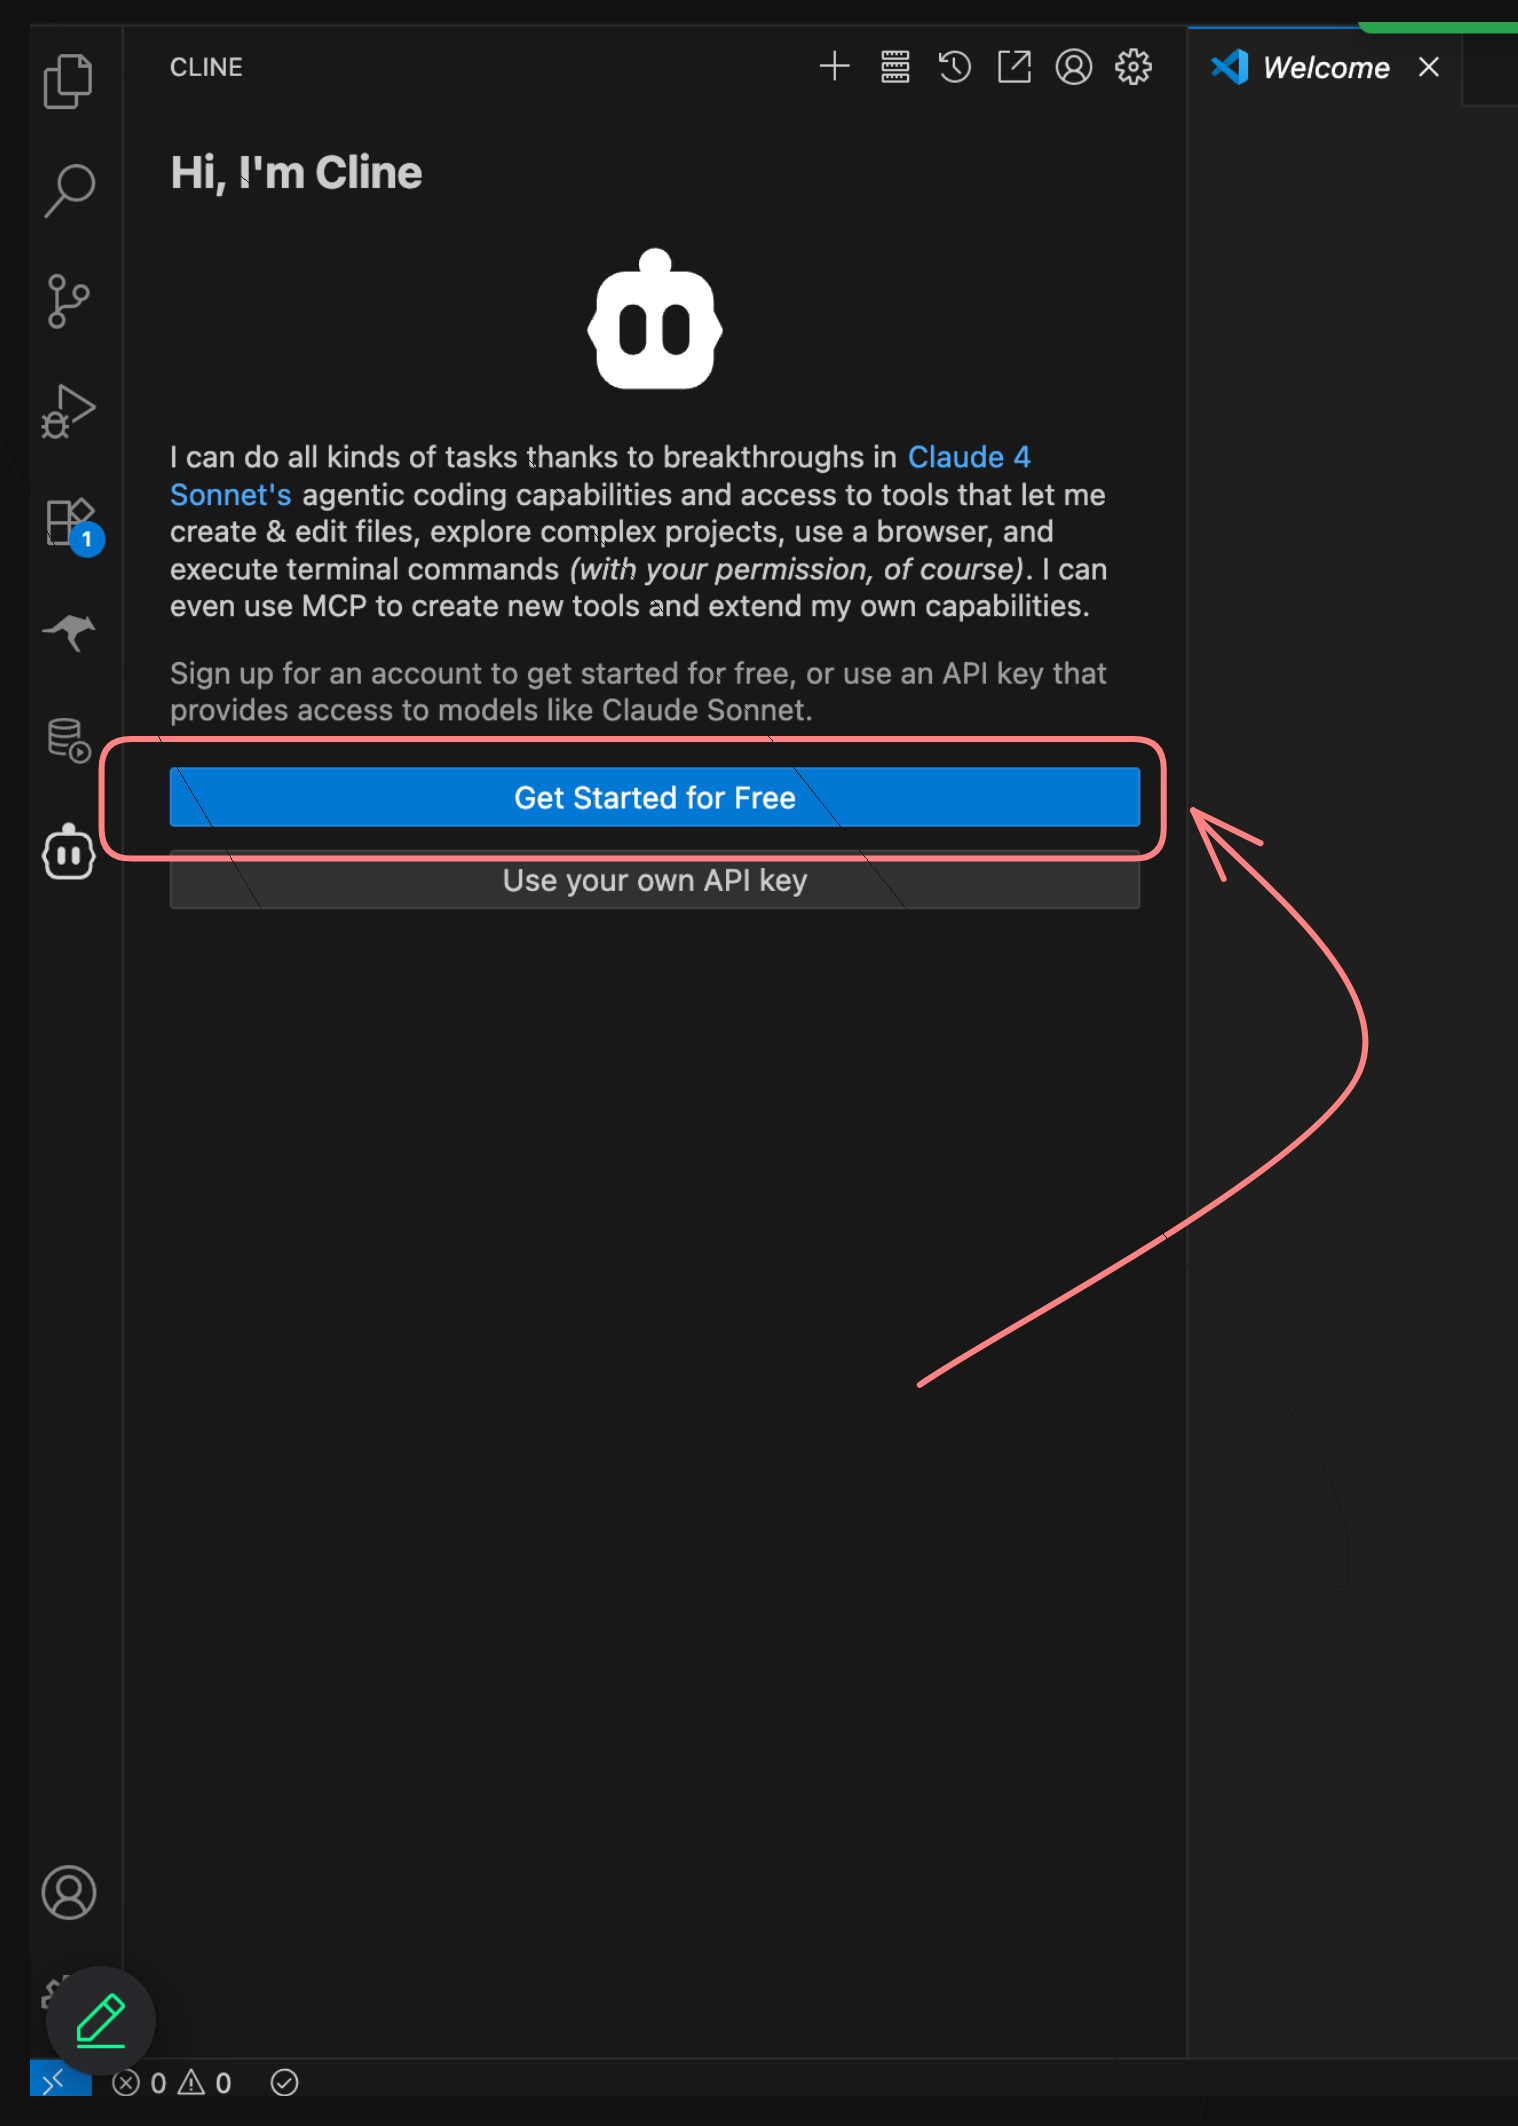 CLINE
Welcome
Hi, I'm Cline
I can do all kinds of tasks thanks to breakthroughs in Claude 4
Sonnet's agentic coding capabilities and access to tools that let me
create & edit files, explore complex projects, use a browser, and
execute terminal commands (with your permission, of course). I can
even use MCP to create new tools and extend my own capabilities.
Sign up for an account to get started for free, or use an API key that
provides access to models like Claude Sonnet.
Get Started for Free
Use your own API key
1
0 0